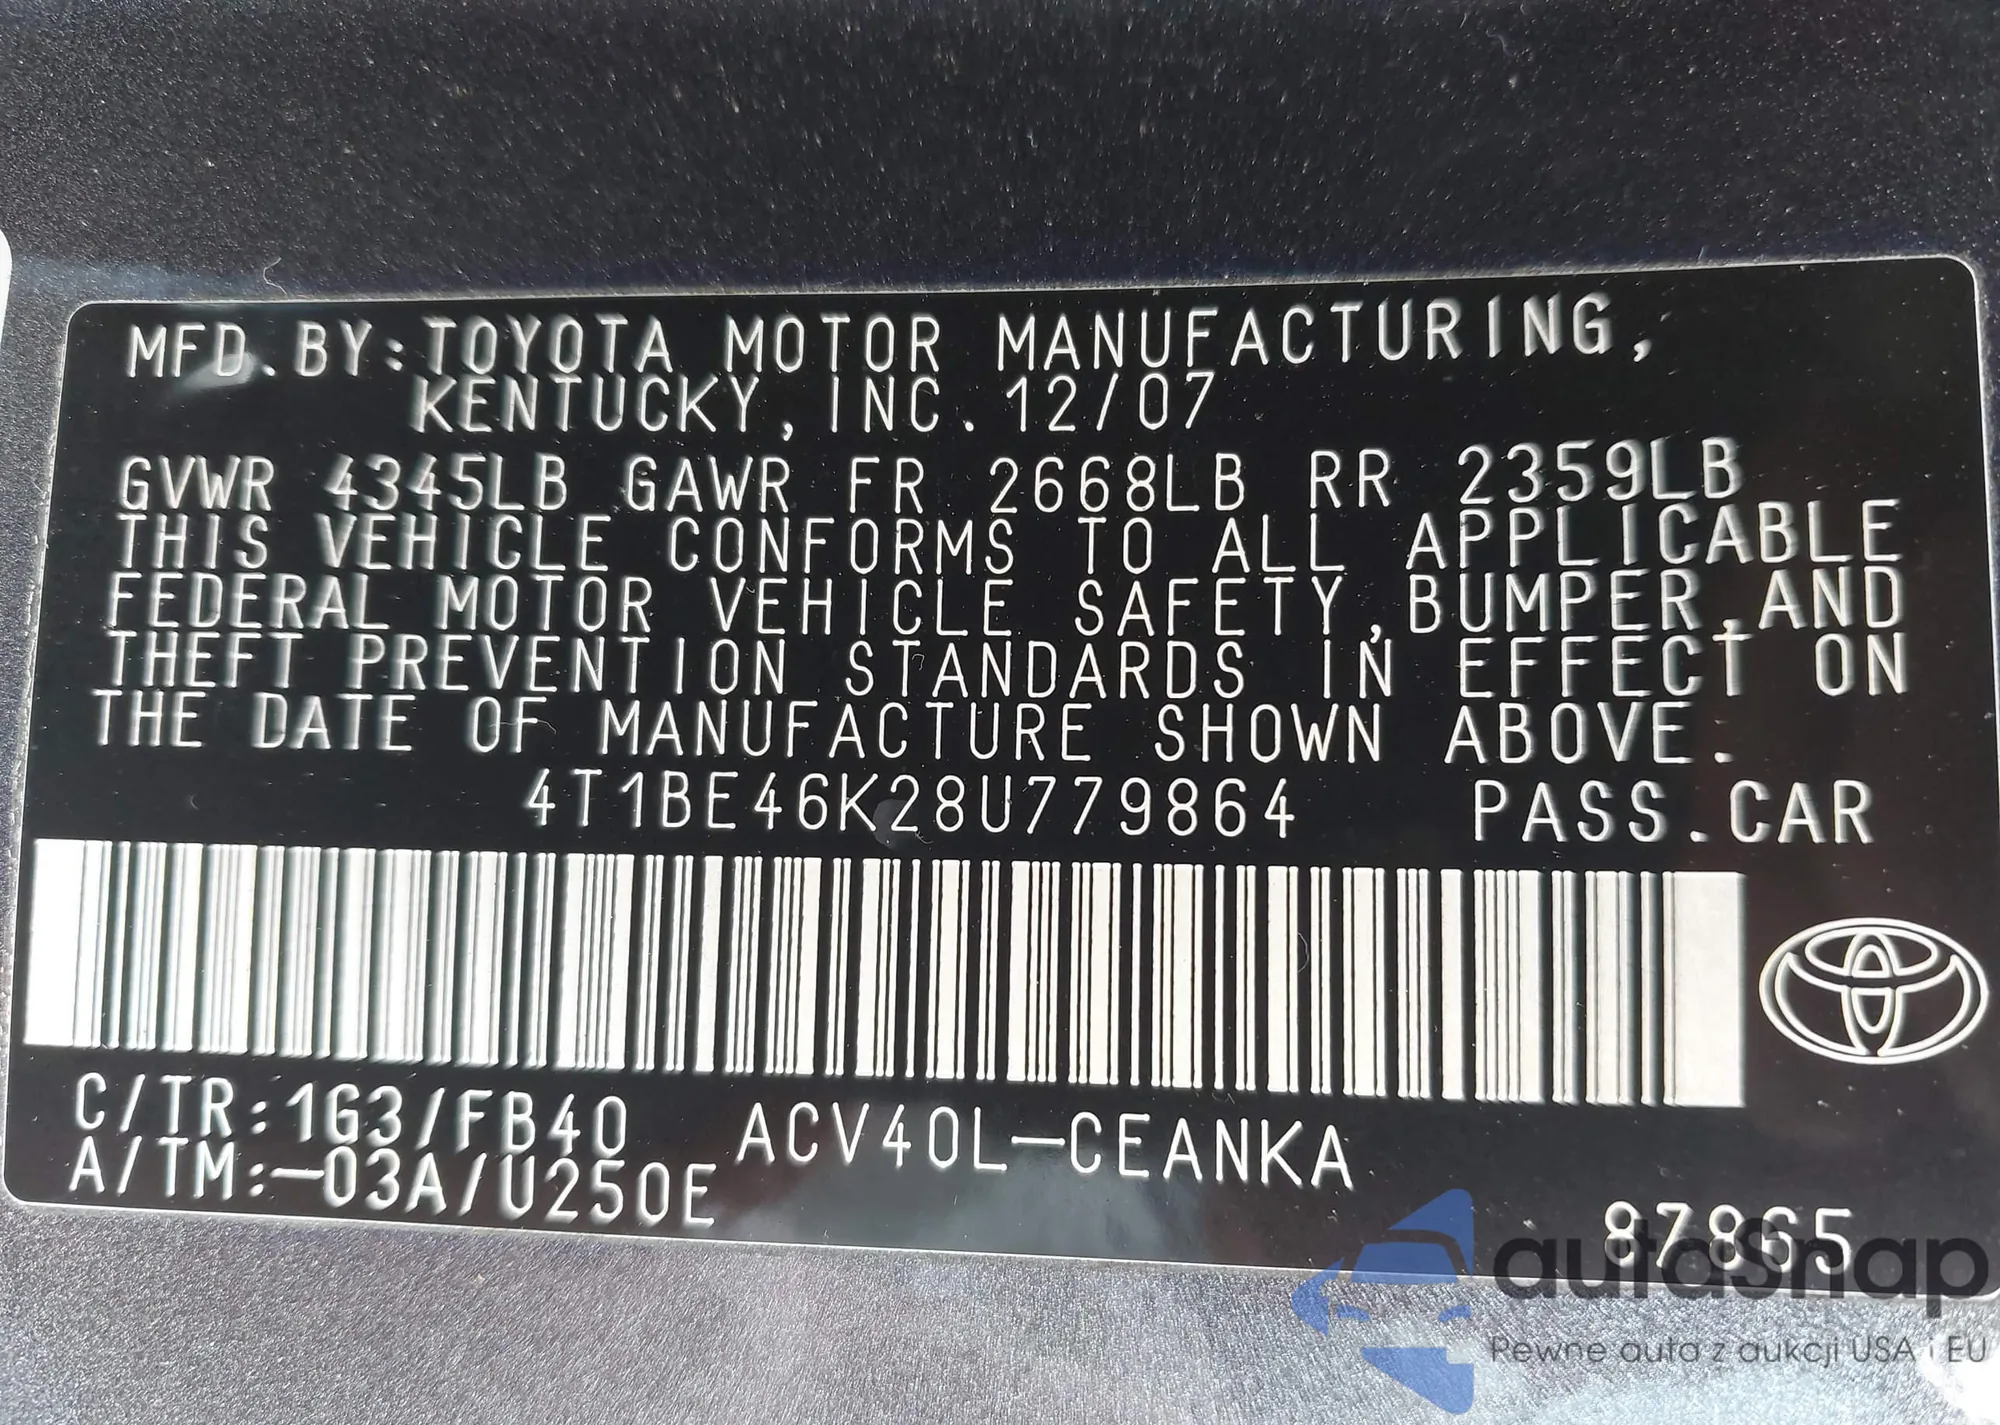 MFD.BY:TOYOTA MOTOR MANUFACTURING,
KENTUCKY, INC. 12/07
GVWR 4345LB GAWR FR 2668LB RR 2359LB
THIS VEHICLE CONFORMS TO ALL APPLICABLE
FEDERAL MOTOR VEHICLE SAFETY,BUMPER,AND
THEFT PREVENTION STANDARDS IN EFFECT ON
THE DATE OF MANUFACTURE SHOWN ABOVE.
4T1BE46K28U779864 PASS.CAR
C/TR:1G3/FB40 ACV40L-CEANKA
A/TM:-03A/U250E
87865
autoSnap
Pewne auta z aukcji USA i EU